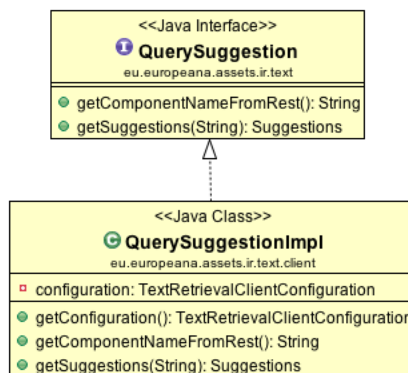 <<Java Interface>>
QuerySuggestion
eu.europeana.assets.ir.text
getComponentNameFromRest(): String
getSuggestions(String): Suggestions
<<Java Class>>
QuerySuggestionImpl
eu.europeana.assets.ir.text.client
configuration: TextRetrievalClientConfiguration
getConfiguration(): TextRetrievalClientConfiguration
getComponentNameFromRest(): String
getSuggestions(String): Suggestions